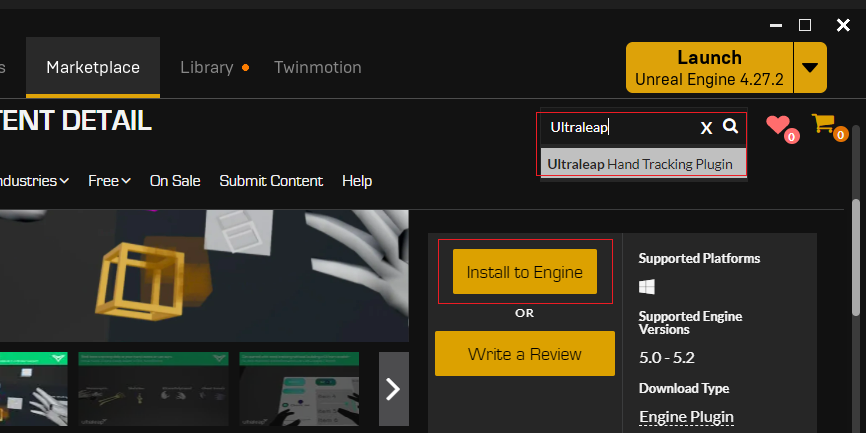 s
Marketplace
Library
Twinmotion
Launch
Unreal Engine 4.27.2
TENT DETAIL
Ultraleap
X
0
0
Ultraleap Hand Tracking Plugin
ndustries
Free
On Sale
Submit Content
Help
Install to Engine
OR
Write a Review
Supported Platforms
Supported Engine
Versions
5.0 - 5.2
Download Type
Engine Plugin